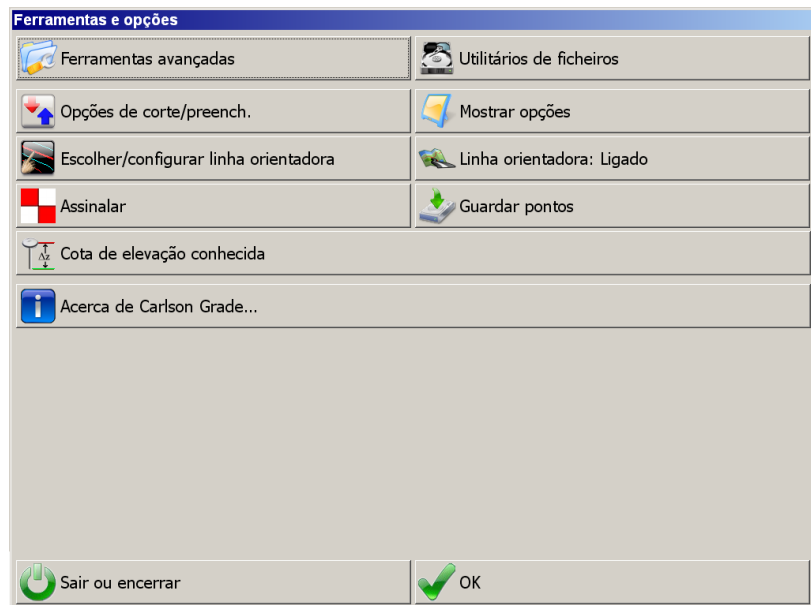 Ferramentas e opções
Ferramentas avançadas
Utilitários de ficheiros
Opções de corte/preench.
Mostrar opções
Escolher/configurar linha orientadora
Linha orientadora: Ligado
Assinalar
Guardar pontos
Δz
Cota de elevação conhecida
i
Acerca de Carlson Grade...
Sair ou encerrar
OK